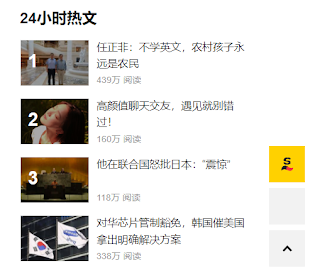 24小时热文
1
任正非：不学英文，农村孩子永
远是农民
439万 阅读
2
高颜值聊天交友，遇见就别错
过！
160万 阅读
3
他在联合国怒批日本：“震惊”
118万 阅读
对华芯片管制豁免，韩国催美国
拿出明确解决方案
338万 阅读
S